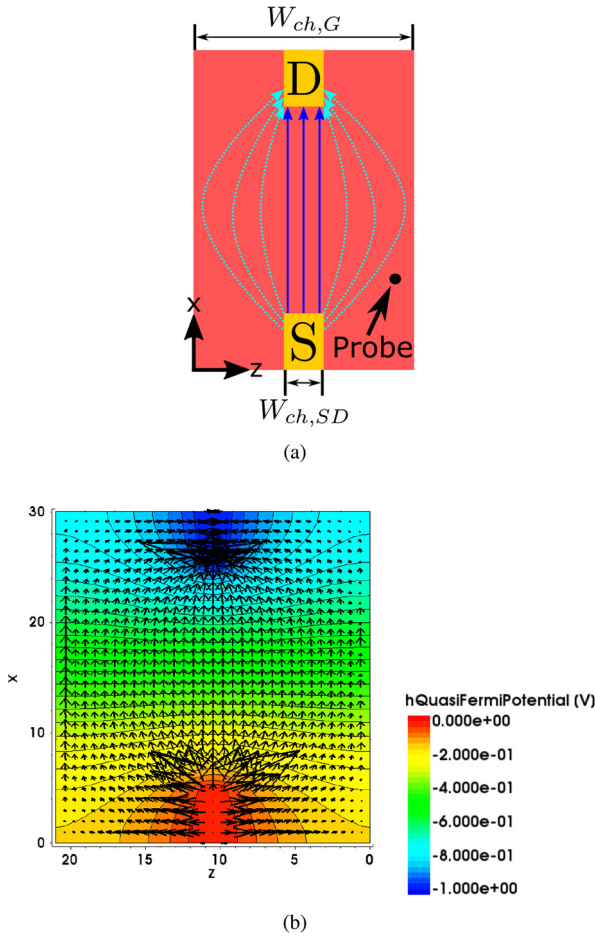 W_{ch,G}
D
x
S
Probe
z
W_{ch,SD}
(a)
30
20
x
10
0
20
15
10
5
0
z
hQuasiFermiPotential (V)
0.000e+00
-2.000e-01
-4.000e-01
-6.000e-01
-8.000e-01
-1.000e+00
(b)